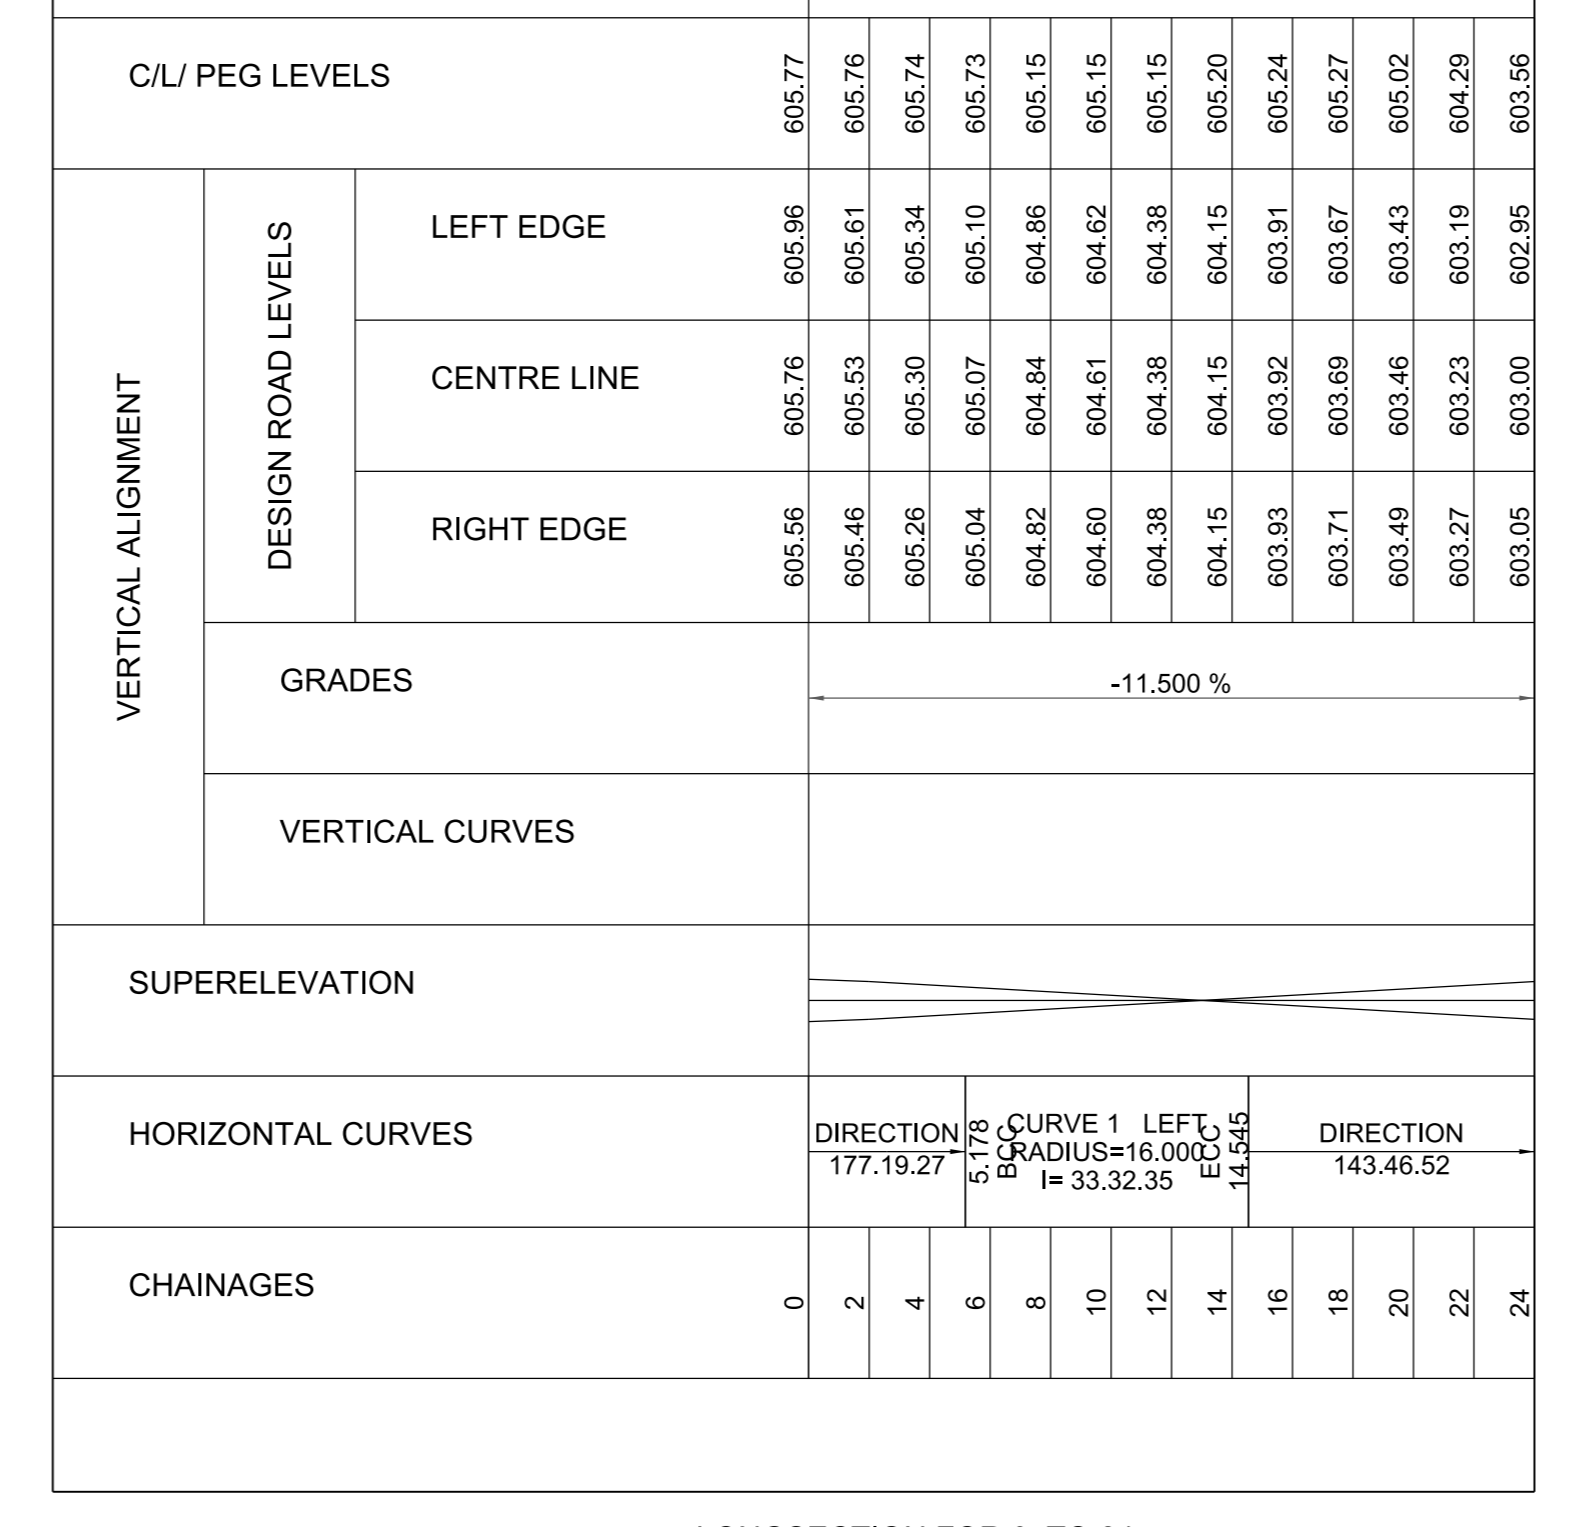 C/L/ PEG LEVELS 605.77 605.76 605.74 605.73 605.15 605.15 605.15 605.20 605.24 605.27 605.02 604.29 603.56
VERTICAL ALIGNMENT
DESIGN ROAD LEVELS
LEFT EDGE 605.96 605.61 605.34 605.10 604.86 604.62 604.38 604.15 603.91 603.67 603.43 603.19 602.95
CENTRE LINE 605.76 605.53 605.30 605.07 604.84 604.61 604.38 604.15 603.92 603.69 603.46 603.23 603.00
RIGHT EDGE 605.56 605.46 605.26 605.04 604.82 604.60 604.38 604.15 603.93 603.71 603.49 603.27 603.05
GRADES -11.500 %
VERTICAL CURVES
SUPERELEVATION
HORIZONTAL CURVES
DIRECTION
177.19.27
5.178
BCC
CURVE 1 LEFT
RADIUS=16.000
I= 33.32.35
ECC
14.545
DIRECTION
143.46.52
CHAINAGES 0 2 4 6 8 10 12 14 16 18 20 22 24